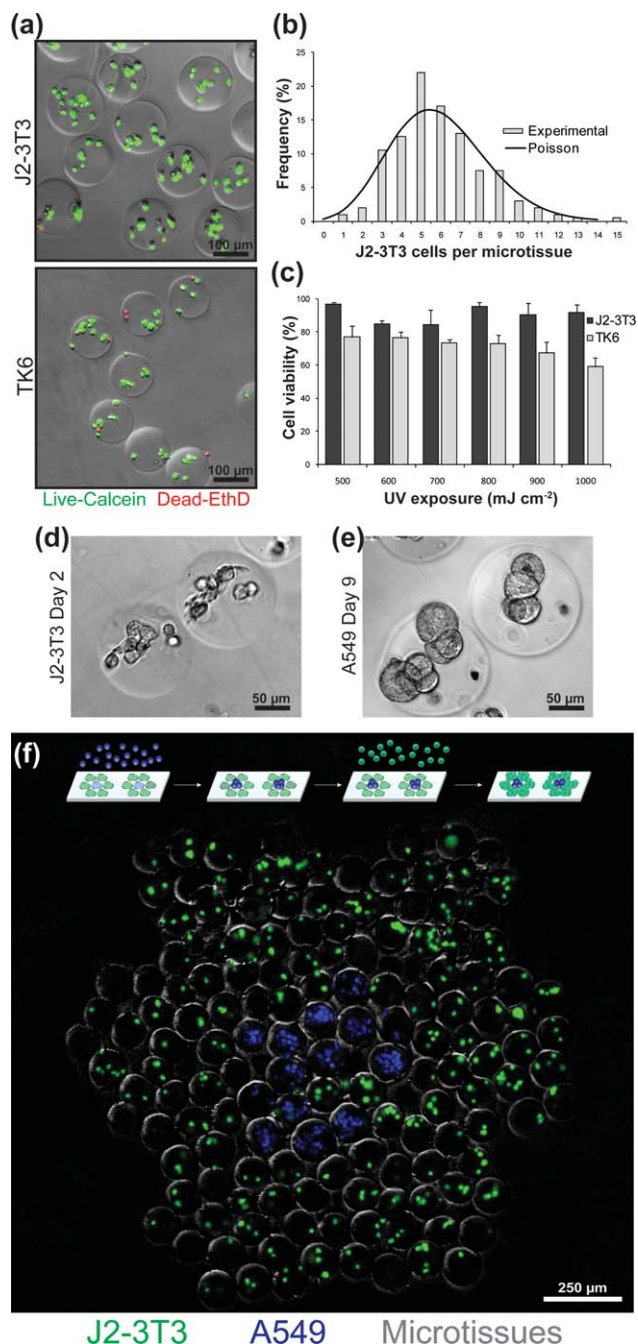 (a)
J2-3T3
100 µm
TK6
100 µm
Live-Calcein Dead-EthD
(b)
Frequency (%)
25
20
15
10
5
0
Experimental
Poisson
0 1 2 3 4 5 6 7 8 9 10 11 12 13 14 15
J2-3T3 cells per microtissue
(c)
Cell viability (%)
100
80
60
40
20
0
J2-3T3
TK6
500 600 700 800 900 1000
UV exposure (mJ cm-2)
(d)
J2-3T3 Day 2
50 µm
(e)
A549 Day 9
50 µm
(f)
250 µm
J2-3T3 A549 Microtissues